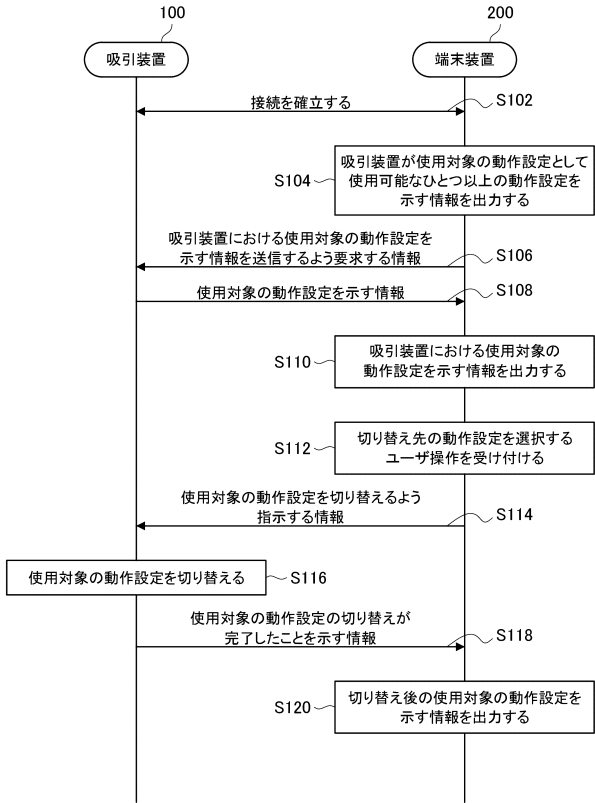 100
200
吸引装置
端末装置
接続を確立する
S102
吸引装置が使用対象の動作設定として
使用可能なひとつ以上の動作設定を
示す情報を出力する
S104
吸引装置における使用対象の動作設定を
示す情報を送信するよう要求する情報
S106
使用対象の動作設定を示す情報
S108
吸引装置における使用対象の
動作設定を示す情報を出力する
S110
切り替え先の動作設定を選択する
ユーザ操作を受け付ける
S112
使用対象の動作設定を切り替えるよう
指示する情報
S114
使用対象の動作設定を切り替える
S116
使用対象の動作設定の切り替えが
完了したことを示す情報
S118
切り替え後の使用対象の動作設定を
示す情報を出力する
S120